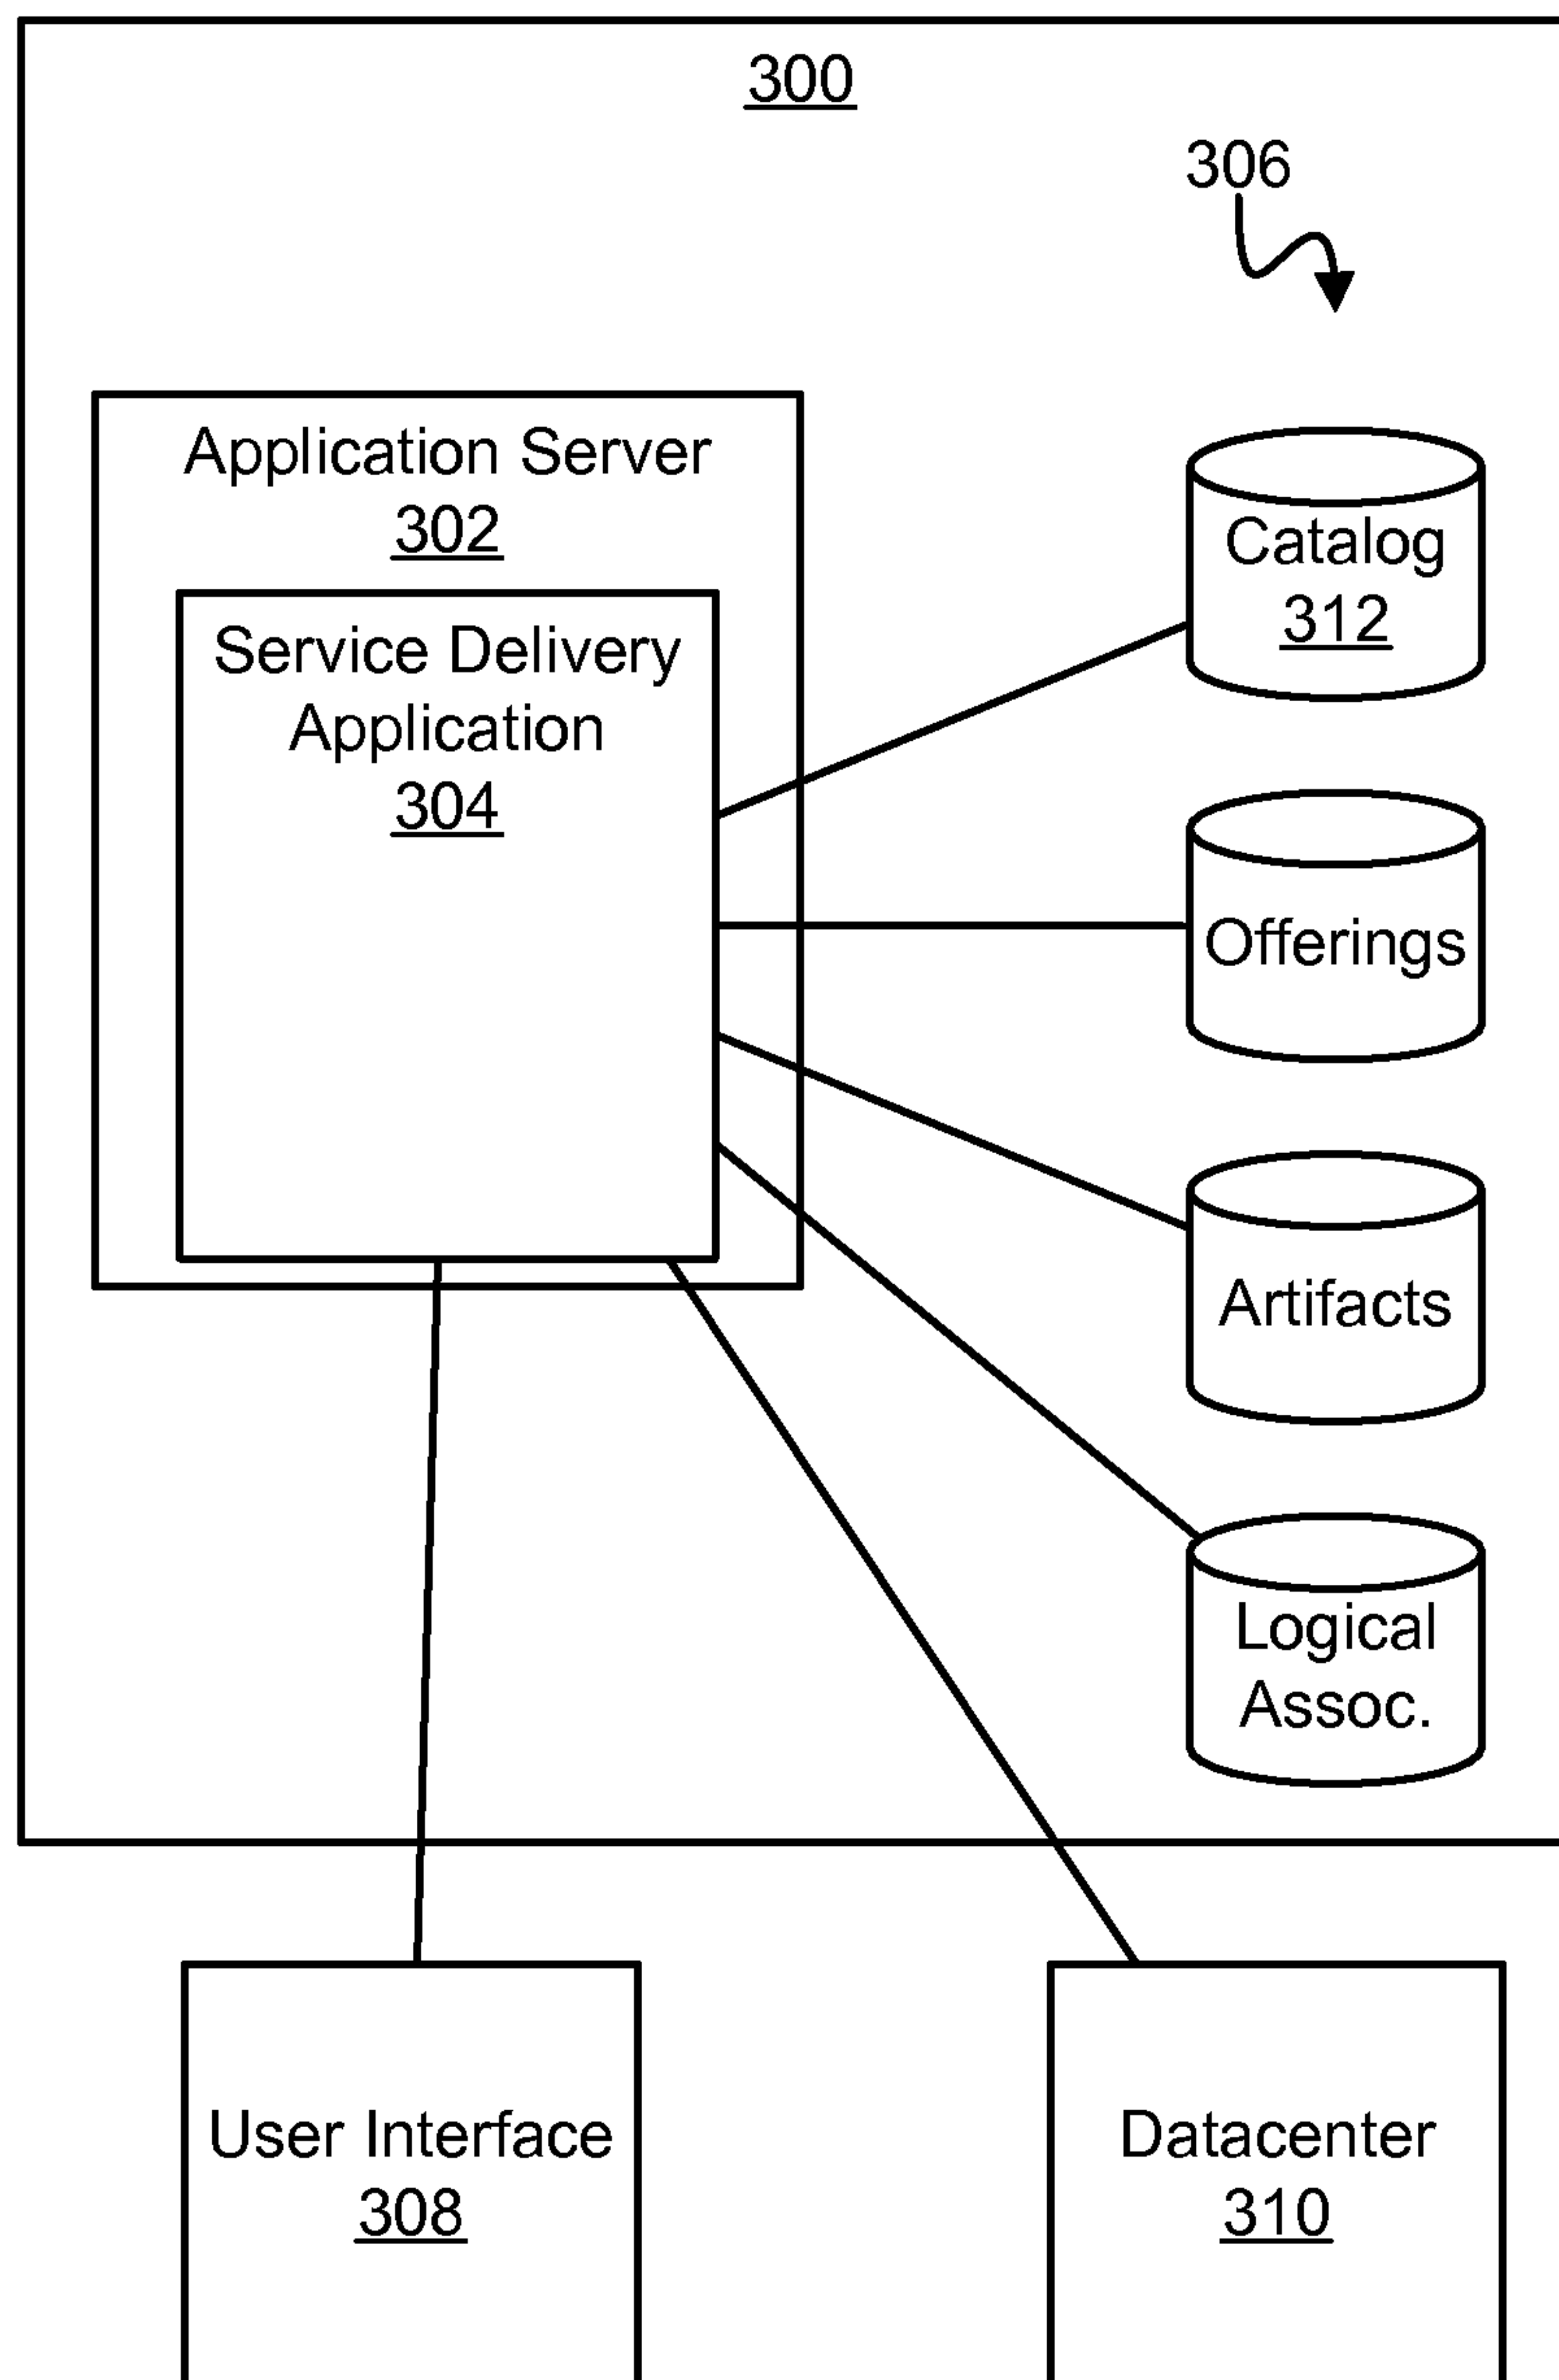 300
306
Application Server
302
Service Delivery
Application
304
Catalog
312
Offerings
Artifacts
Logical
Assoc.
User Interface
308
Datacenter
310